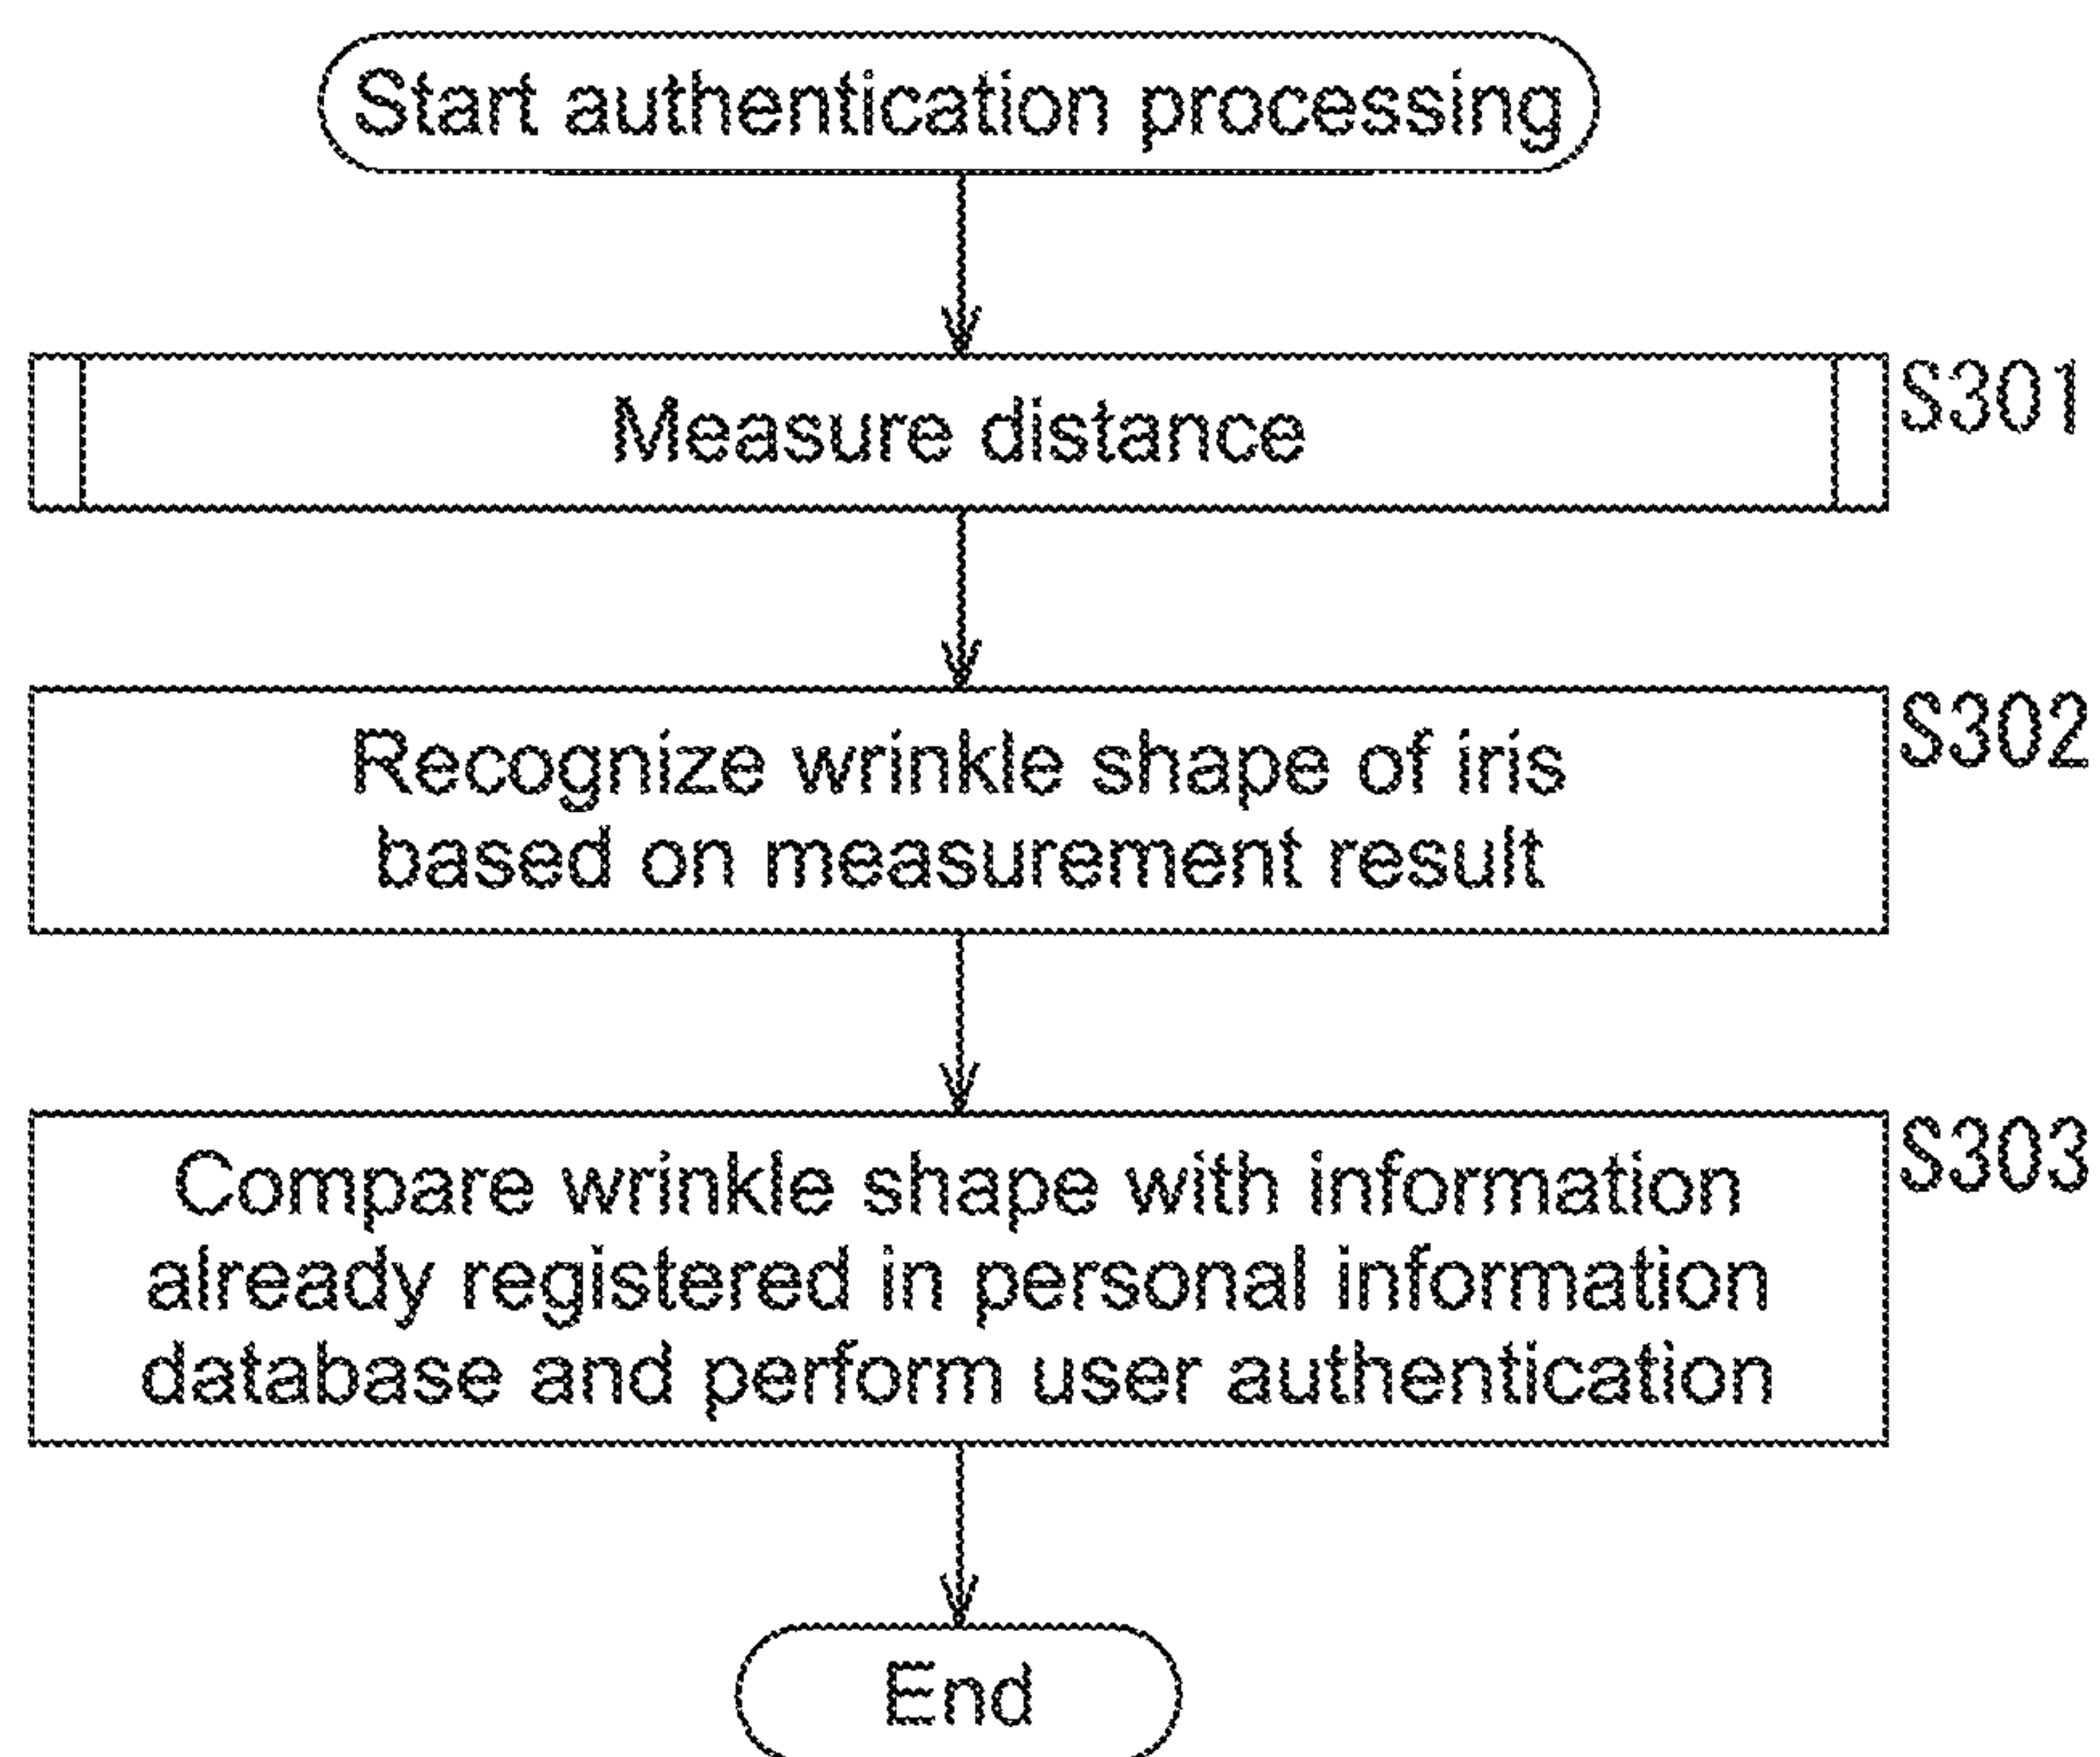 Start authentication processing
Measure distance
S301
Recognize wrinkle shape of iris
based on measurement result
S302
Compare wrinkle shape with information
already registered in personal information
database and perform user authentication
S303
End